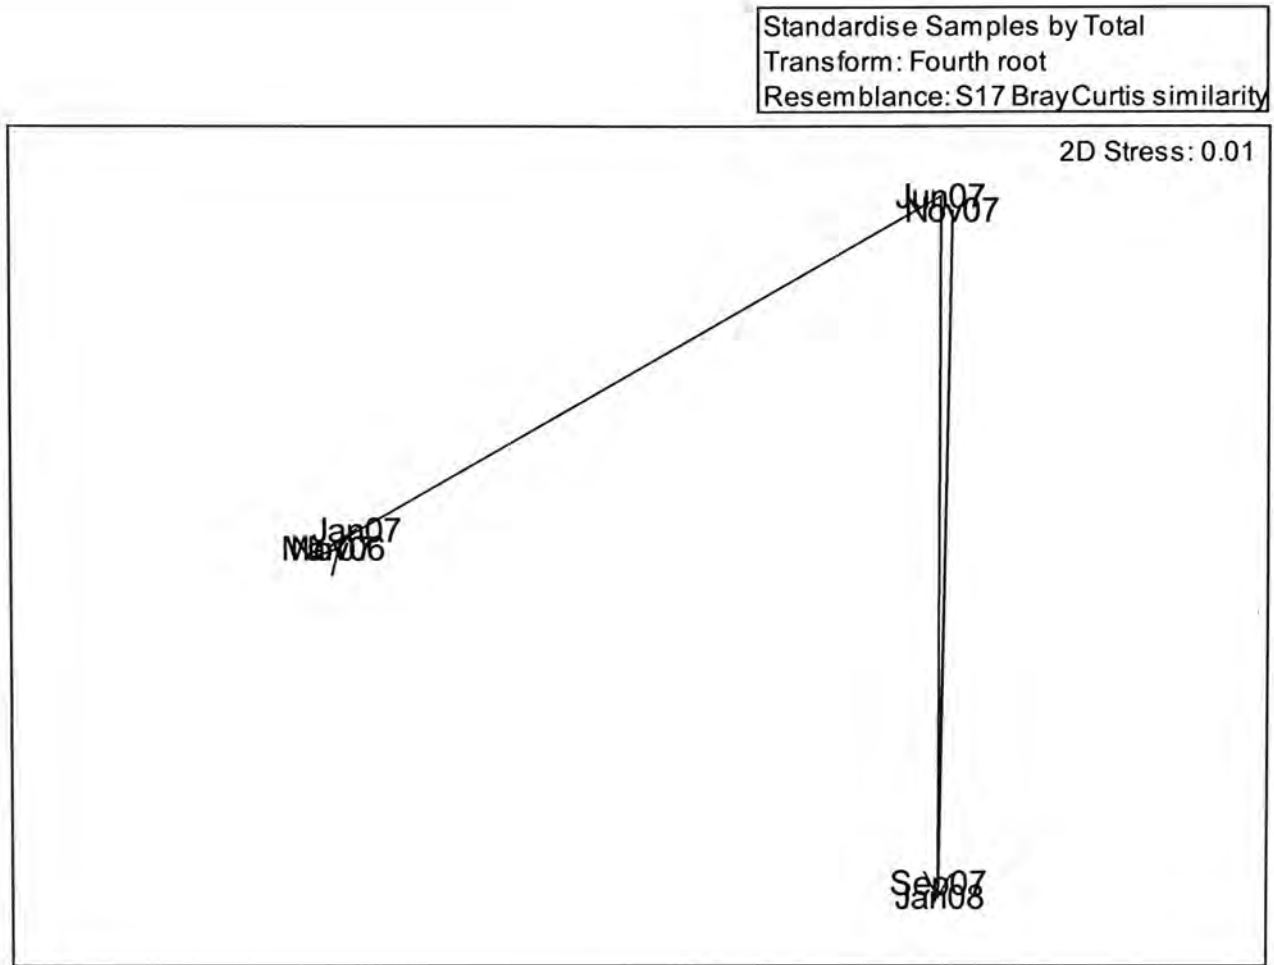 Standardise Samples by Total
Transform: Fourth root
Resemblance: S17 Bray Curtis similarity
2D Stress: 0.01
Jun07
Nov07
Jan07
Nov06
Sep07
Jan08